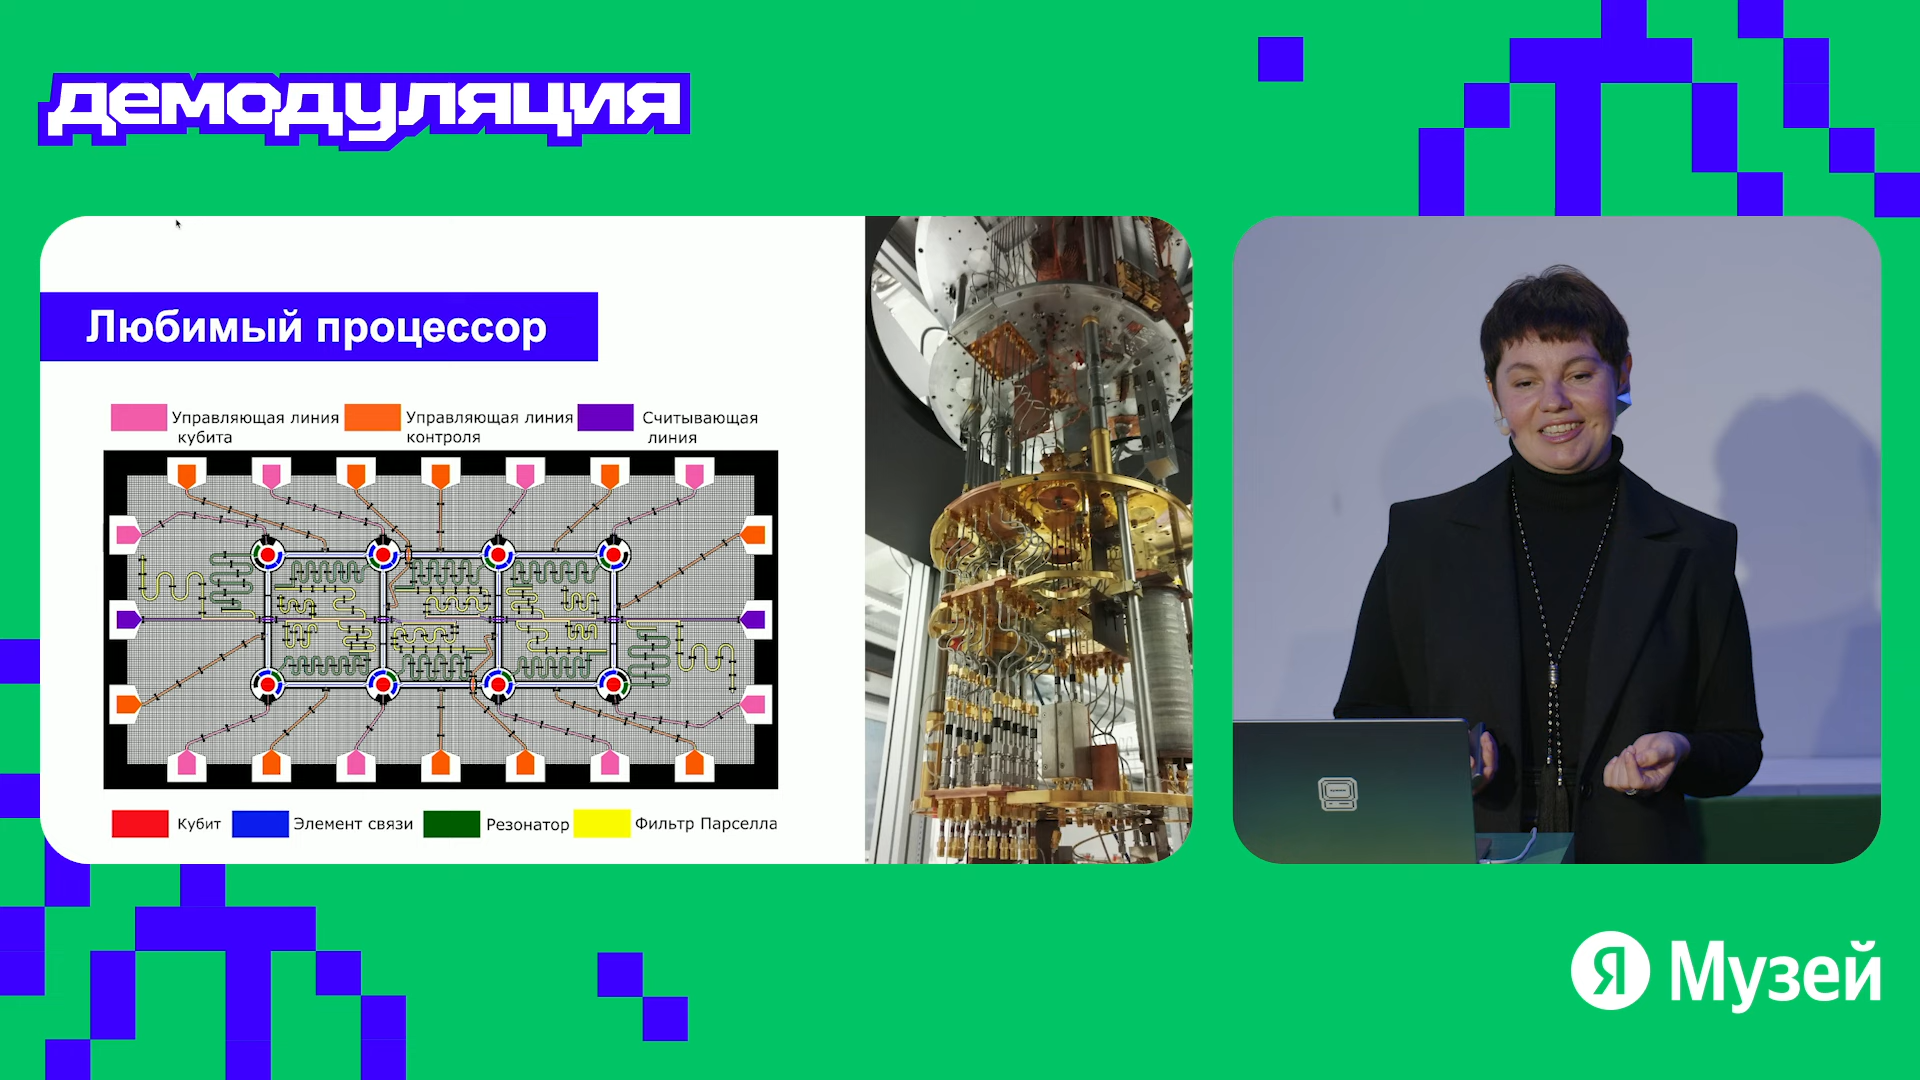 демодуляция
Любимый процессор
Управляющая линия
кубита
Управляющая линия
контроля
Считывающая
линия
Кубит
Элемент связи
Резонатор
Фильтр Парселла
Я Музей